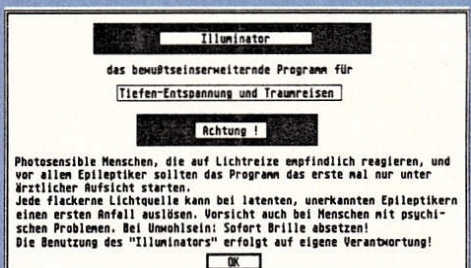 Illuminator
das bewußtseinserweiternde Programm für
Tiefen-Entspannung und Traumreisen
Achtung !
Photosensible Menschen, die auf Lichtreize empfindlich reagieren, und
vor allem Epileptiker sollten das Programm das erste mal nur unter
ärztlicher Aufsicht starten.
Jede flackerne Lichtquelle kann bei latenten, unerkannten Epileptikern
einen ersten Anfall auslösen. Vorsicht auch bei Menschen mit psychi-
schen Problemen. Bei Unwohlsein: Sofort Brille absetzen!
Die Benutzung des "Illuminators" erfolgt auf eigene Verantwortung!
OK